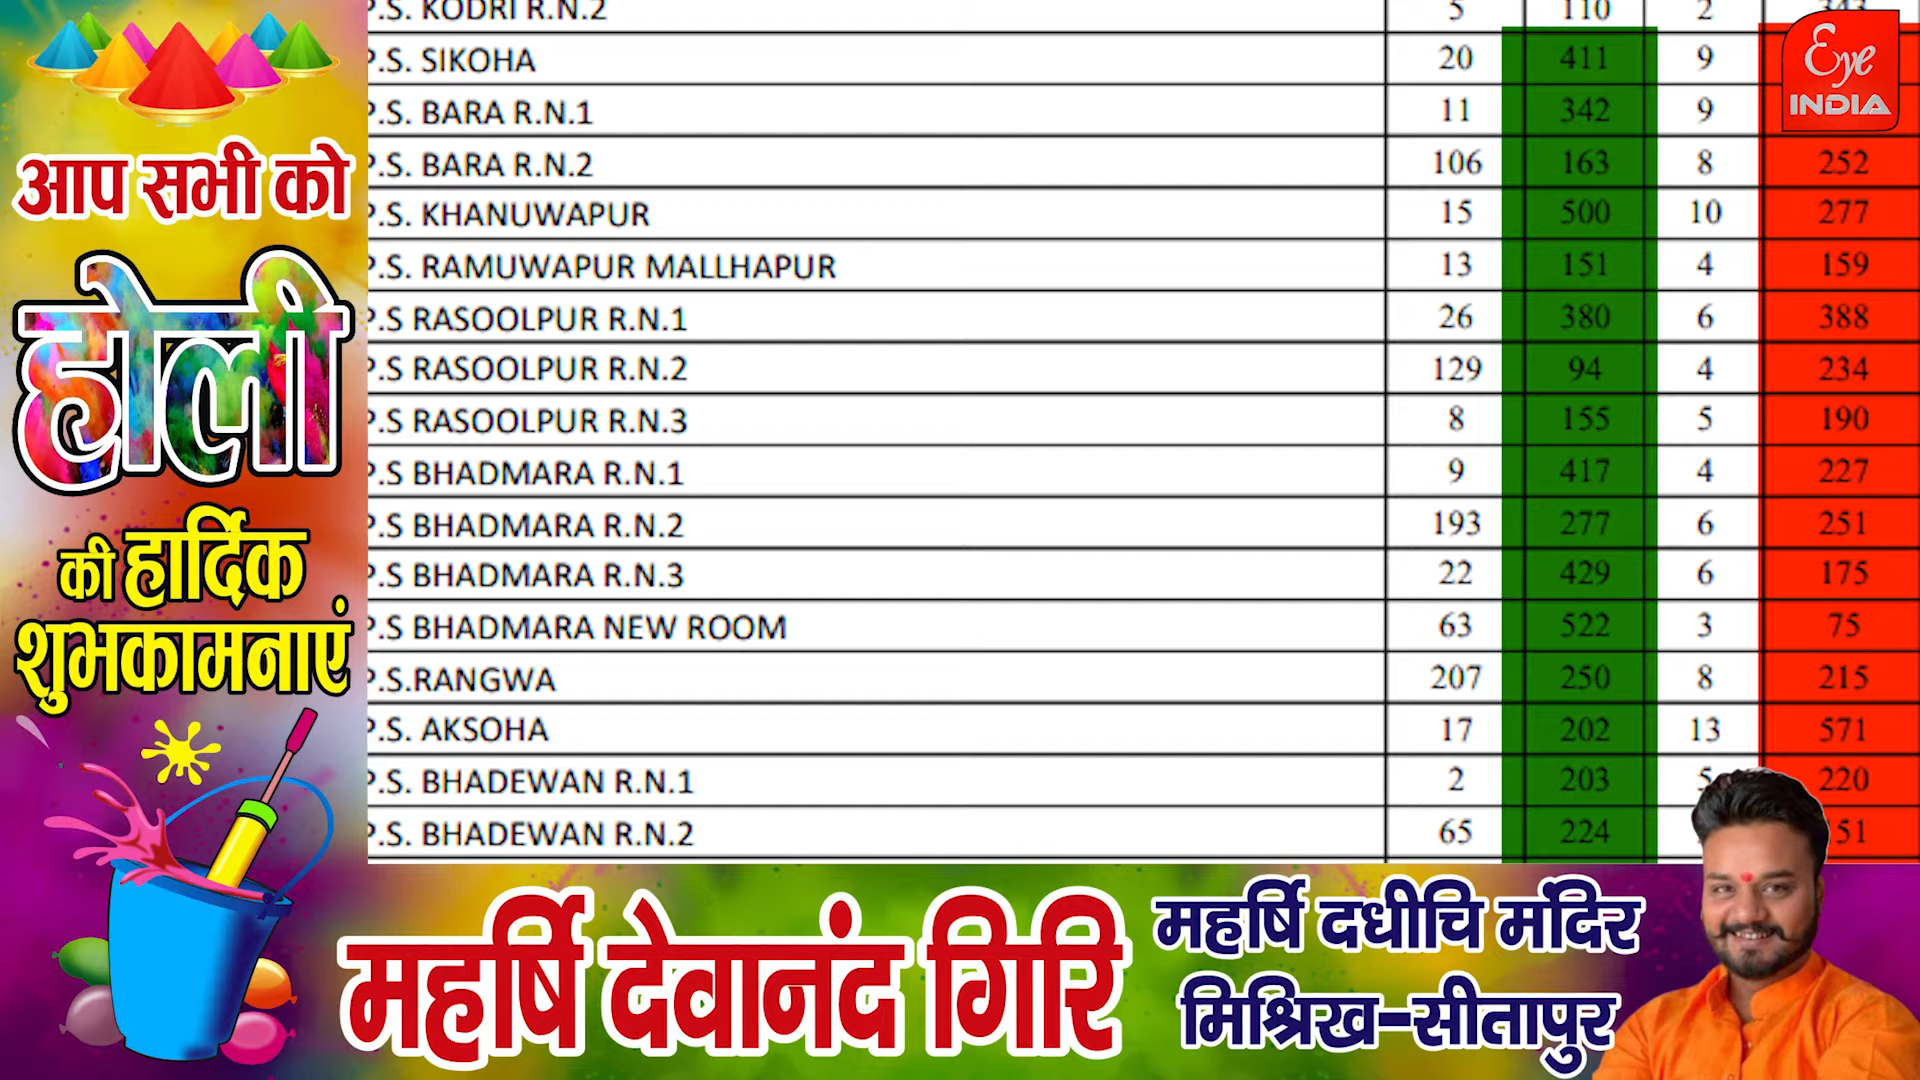 P.S. KODRI R.N.2 5 110 2 343
P.S. SIKOHA 20 411 9
P.S. BARA R.N.1 11 342 9
P.S. BARA R.N.2 106 163 8 252
P.S. KHANUWAPUR 15 500 10 277
P.S. RAMUWAPUR MALLHAPUR 13 151 4 159
P.S RASOOLPUR R.N.1 26 380 6 388
P.S RASOOLPUR R.N.2 129 94 4 234
P.S RASOOLPUR R.N.3 8 155 5 190
P.S BHADMARA R.N.1 9 417 4 227
P.S BHADMARA R.N.2 193 277 6 251
P.S BHADMARA R.N.3 22 429 6 175
P.S BHADMARA NEW ROOM 63 522 3 75
P.S.RANGWA 207 250 8 215
P.S. AKSOHA 17 202 13 571
P.S. BHADEWAN R.N.1 2 203 5 220
P.S. BHADEWAN R.N.2 65 224 51
Eye
INDIA
आप सभी को
होली
की हार्दिक
शुभकामनाएं
महर्षि देवानंद गिरि
महर्षि दधीचि मंदिर
मिश्रिख-सीतापुर